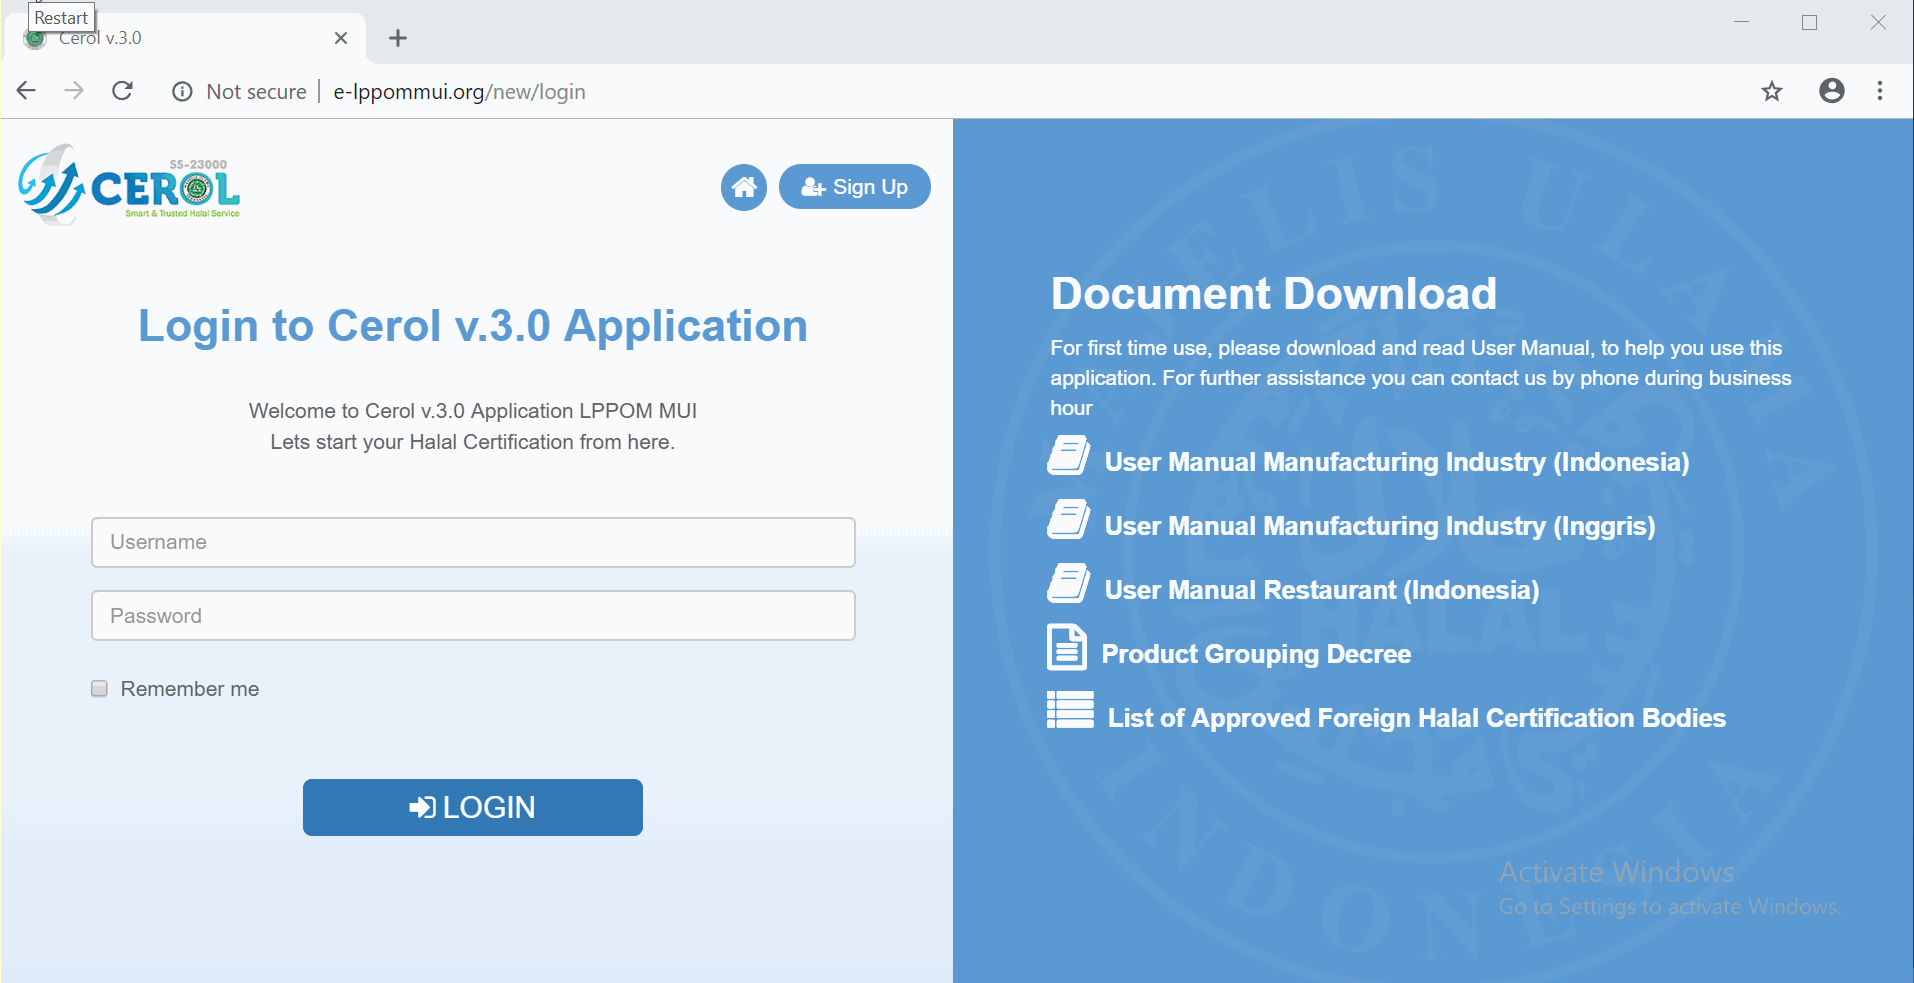 Restart
Cerol v.3.0
Not secure
e-lppommui.org/new/login
SS-23000
CEROL
Smart & Trusted Halal Service
Sign Up
Login to Cerol v.3.0 Application
Welcome to Cerol v.3.0 Application LPPOM MUI
Lets start your Halal Certification from here.
Username
Password
Remember me
LOGIN
Document Download
For first time use, please download and read User Manual, to help you use this
application. For further assistance you can contact us by phone during business
hour
User Manual Manufacturing Industry (Indonesia)
User Manual Manufacturing Industry (Inggris)
User Manual Restaurant (Indonesia)
Product Grouping Decree
List of Approved Foreign Halal Certification Bodies
MAJELIS ULAMA
HALAL
INDONESIA
Activate Windows
Go to Settings to activate Windows.